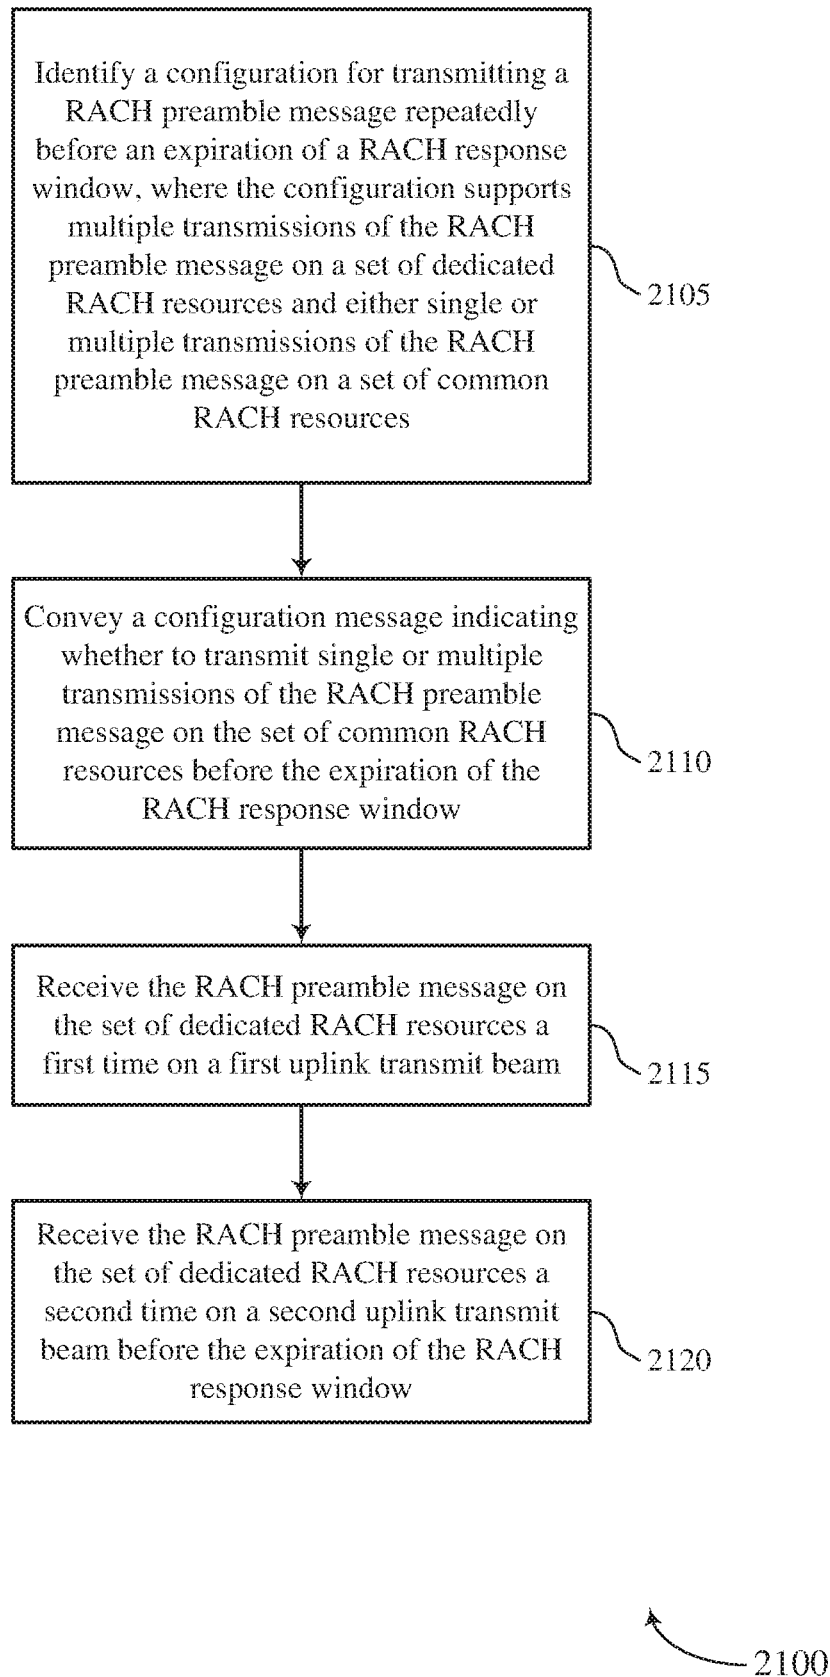 Identify a configuration for transmitting a
RACH preamble message repeatedly
before an expiration of a RACH response
window, where the configuration supports
multiple transmissions of the RACH
preamble message on a set of dedicated
RACH resources and either single or
multiple transmissions of the RACH
preamble message on a set of common
RACH resources
2105
Convey a configuration message indicating
whether to transmit single or multiple
transmissions of the RACH preamble
message on the set of common RACH
resources before the expiration of the
RACH response window
2110
Receive the RACH preamble message on
the set of dedicated RACH resources a
first time on a first uplink transmit beam
2115
Receive the RACH preamble message on
the set of dedicated RACH resources a
second time on a second uplink transmit
beam before the expiration of the RACH
response window
2120
2100